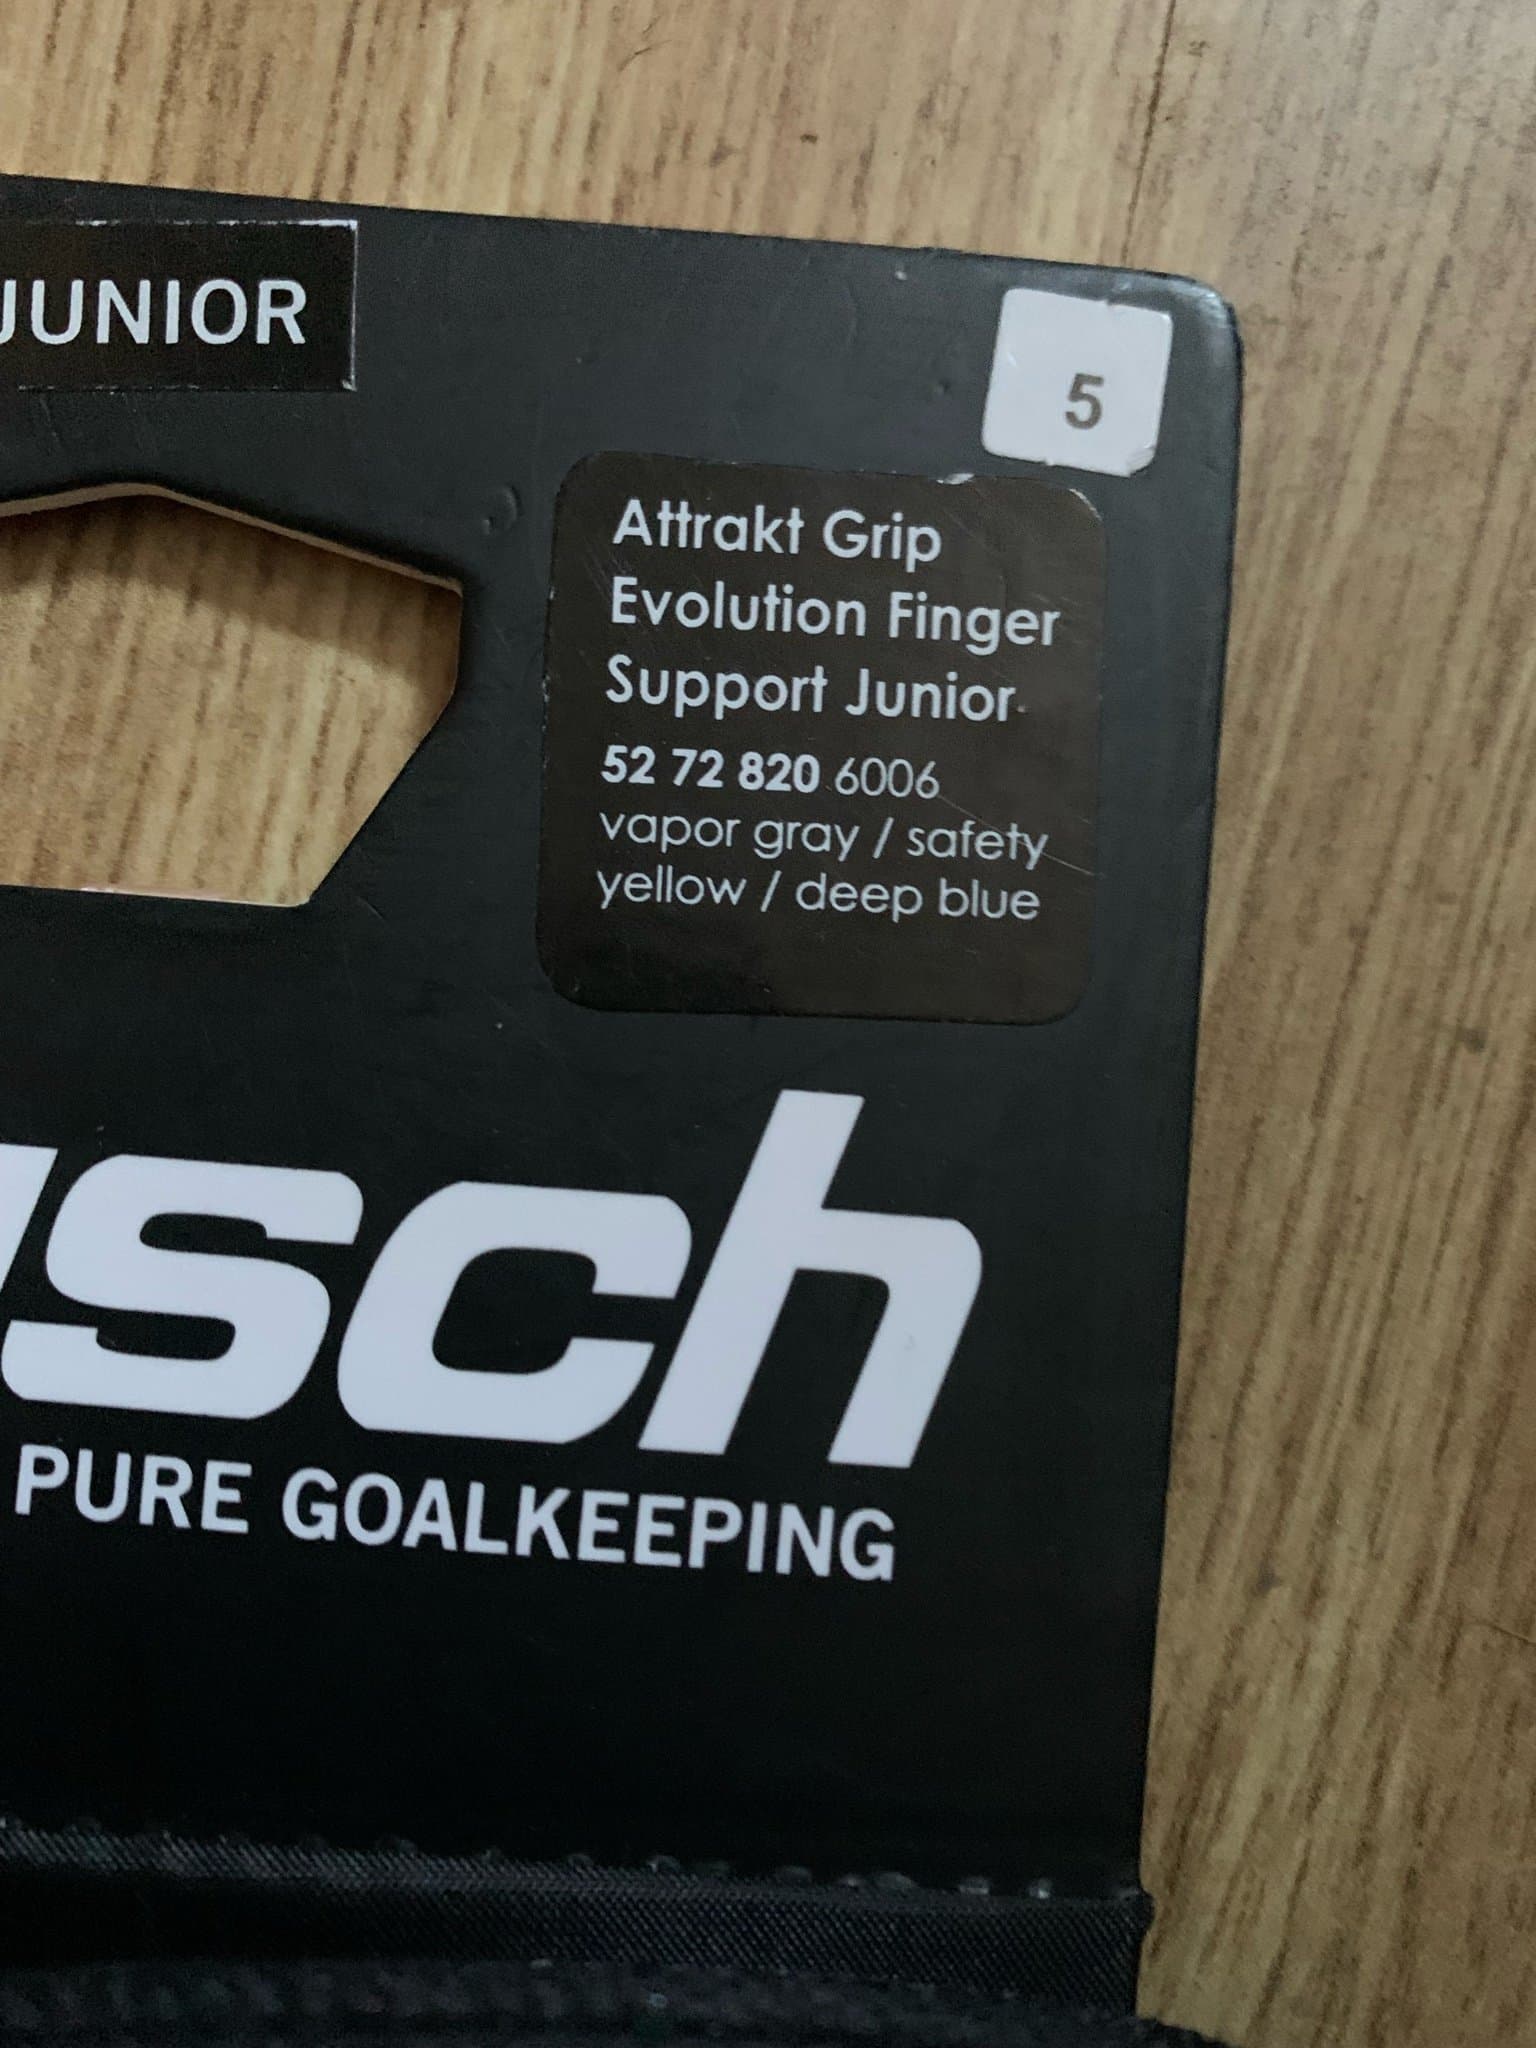 JUNIOR
5
Attrakt Grip
Evolution Finger
Support Junior
52 72 820 6006
vapor gray / safety
yellow / deep blue
usch
PURE GOALKEEPING